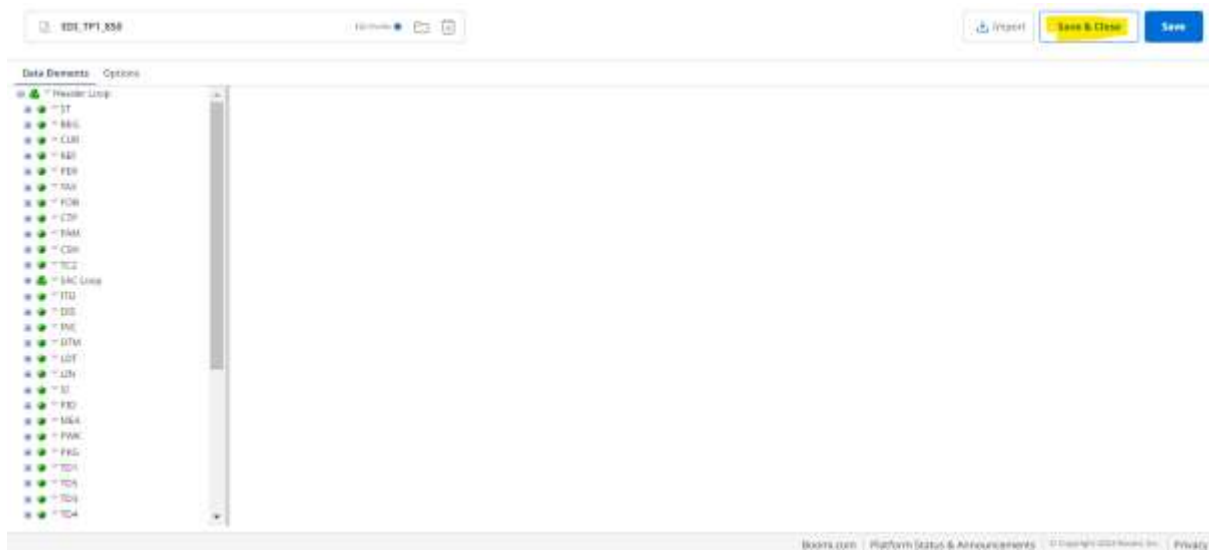 EDI_TP1_850
Import
Save & Close
Save
Data Elements Options
Header Loop
ST
BEG
CUR
REF
PER
TAX
FOB
CTP
PAM
CSH
TC2
SAC Loop
ITD
DIS
INC
DTM
LDT
LIN
SI
PID
MEA
PWK
PKG
TD1
TD5
TD3
TD4
Boomi.com Platform Status & Announcements Privacy